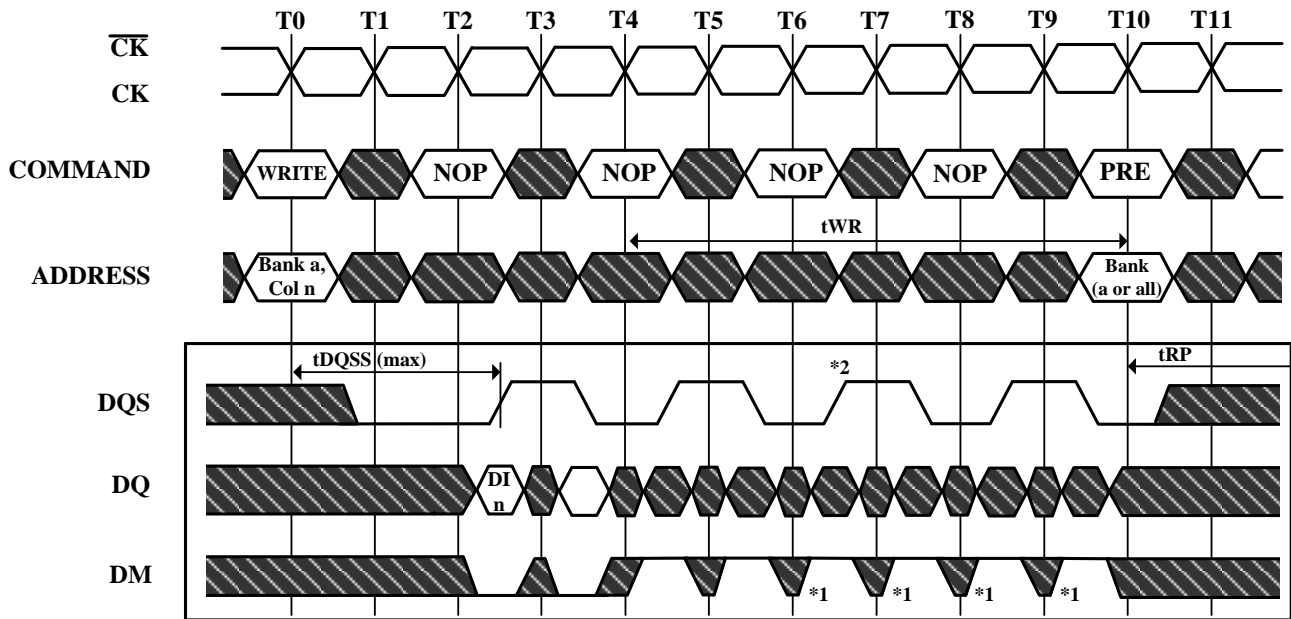 T0 T1 T2 T3 T4 T5 T6 T7 T8 T9 T10 T11
CK
CK
COMMAND
WRITE NOP NOP NOP NOP PRE
tWR
ADDRESS
Bank a,
Col n
Bank
(a or all)
tDQSS (max)
*2
tRP
DQS
DQ
DI
n
DM
*1 *1 *1 *1